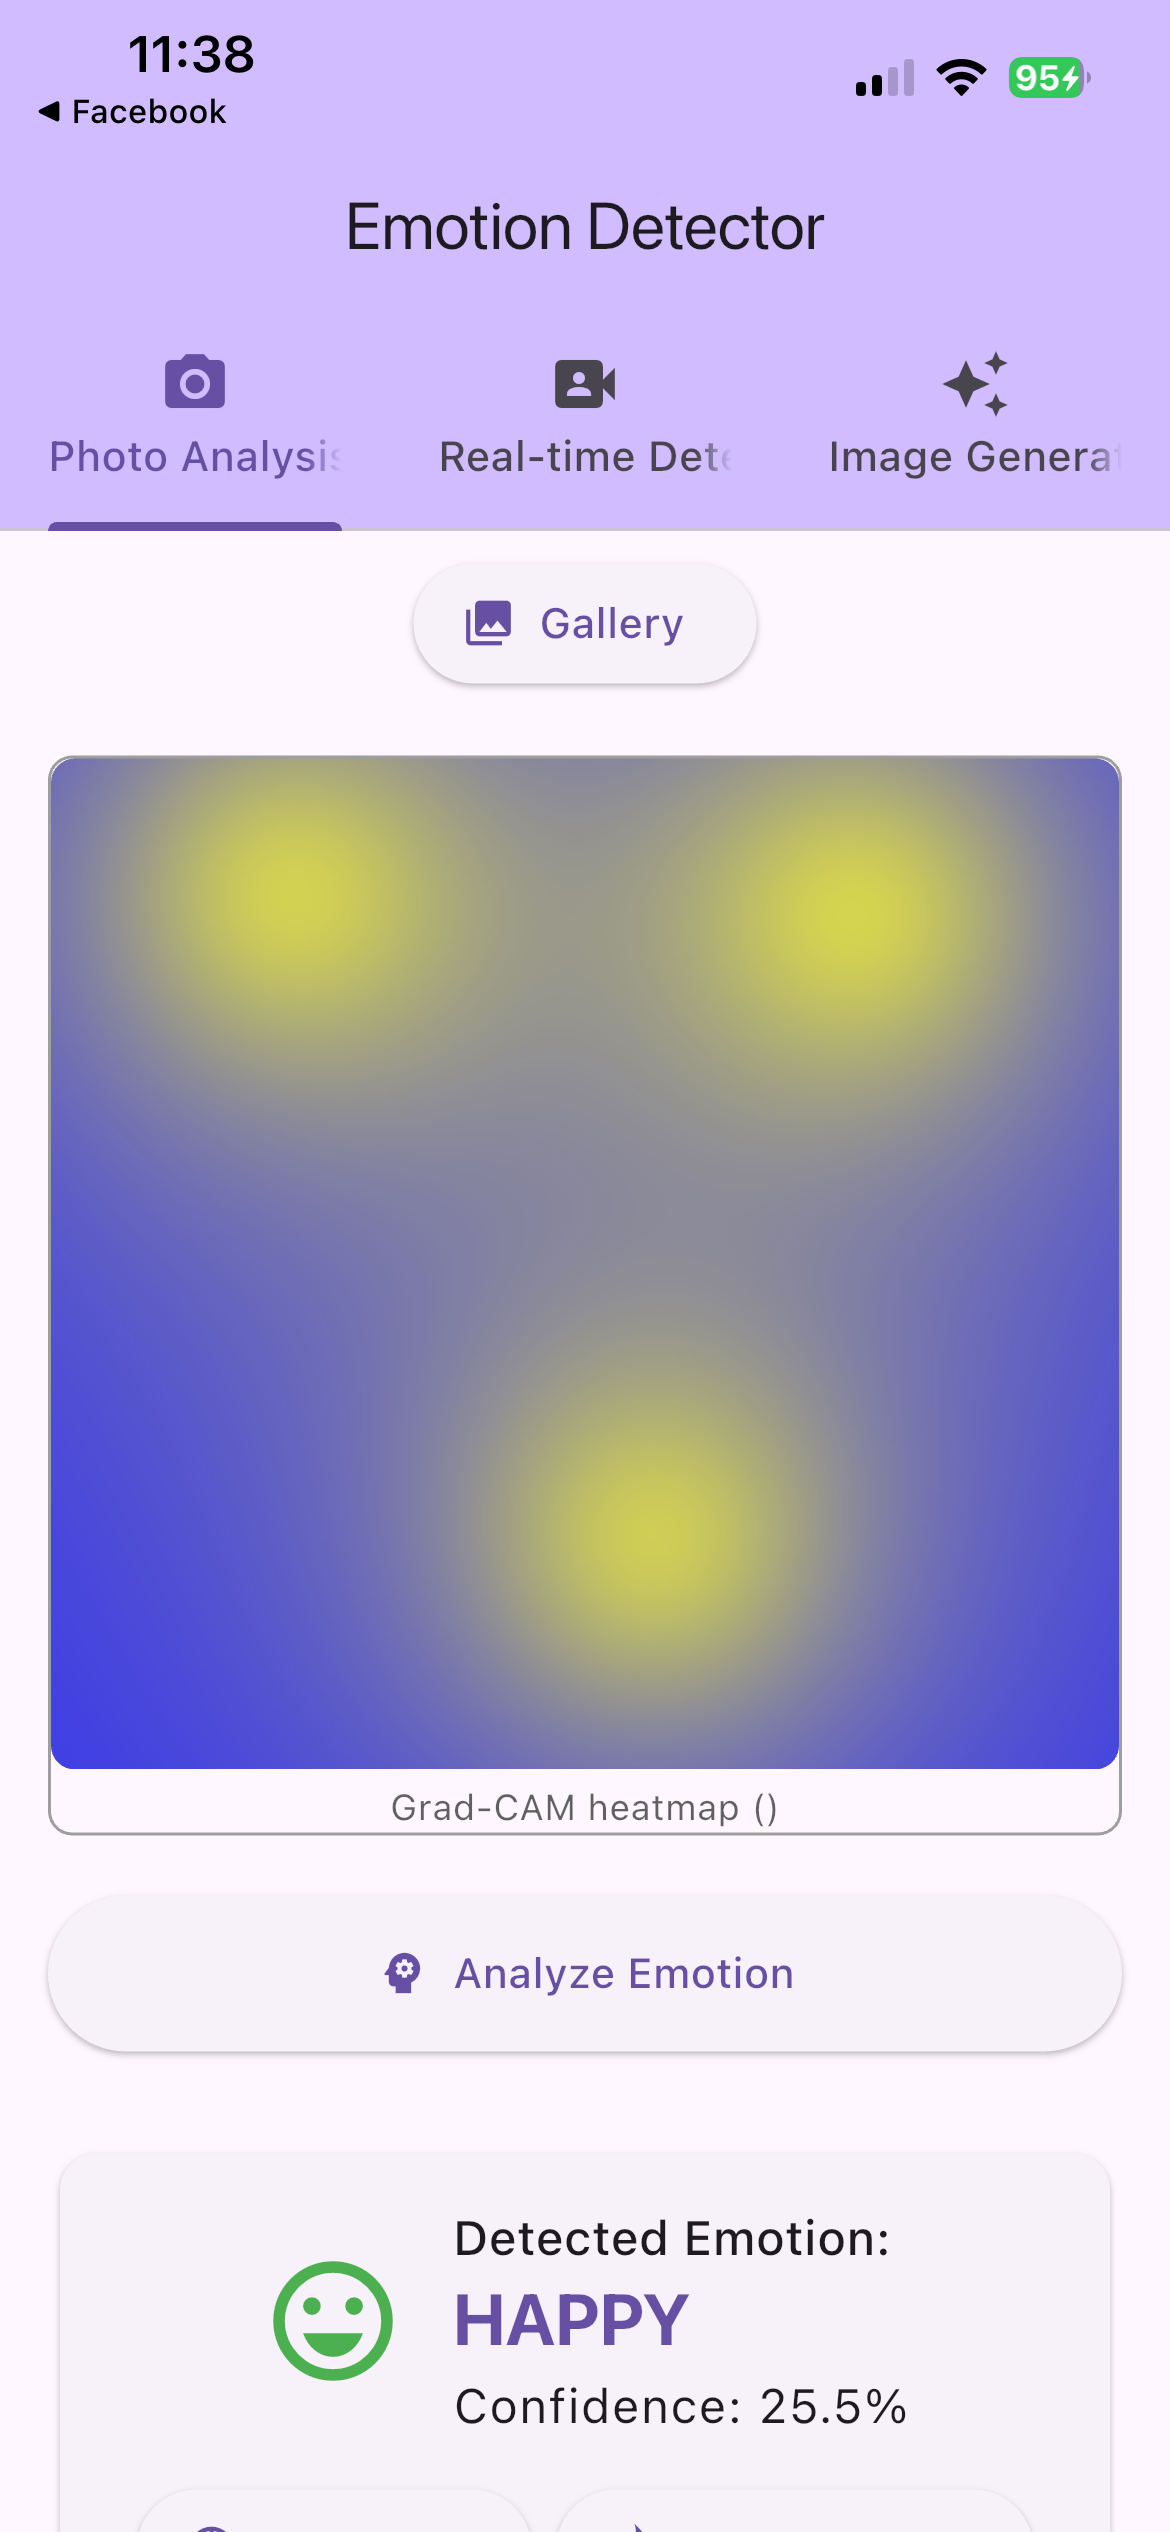 11:38
95
◀ Facebook
Emotion Detector
Photo Analysis
Real-time Dete
Image Generat
Gallery
Grad-CAM heatmap ()
Analyze Emotion
Detected Emotion:
HAPPY
Confidence: 25.5%